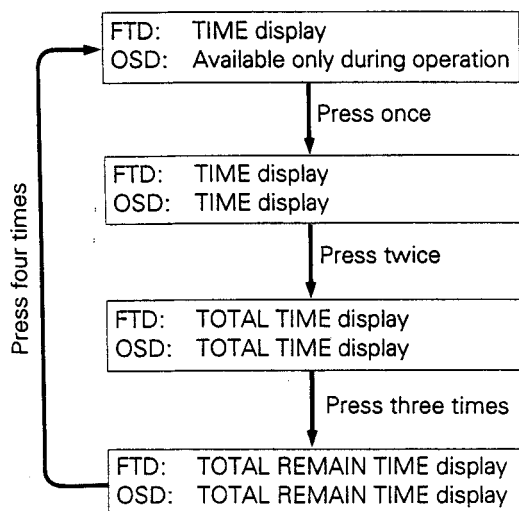 FTD: TIME display
OSD: Available only during operation
Press once
FTD: TIME display
OSD: TIME display
Press twice
FTD: TOTAL TIME display
OSD: TOTAL TIME display
Press three times
FTD: TOTAL REMAIN TIME display
OSD: TOTAL REMAIN TIME display
Press four times